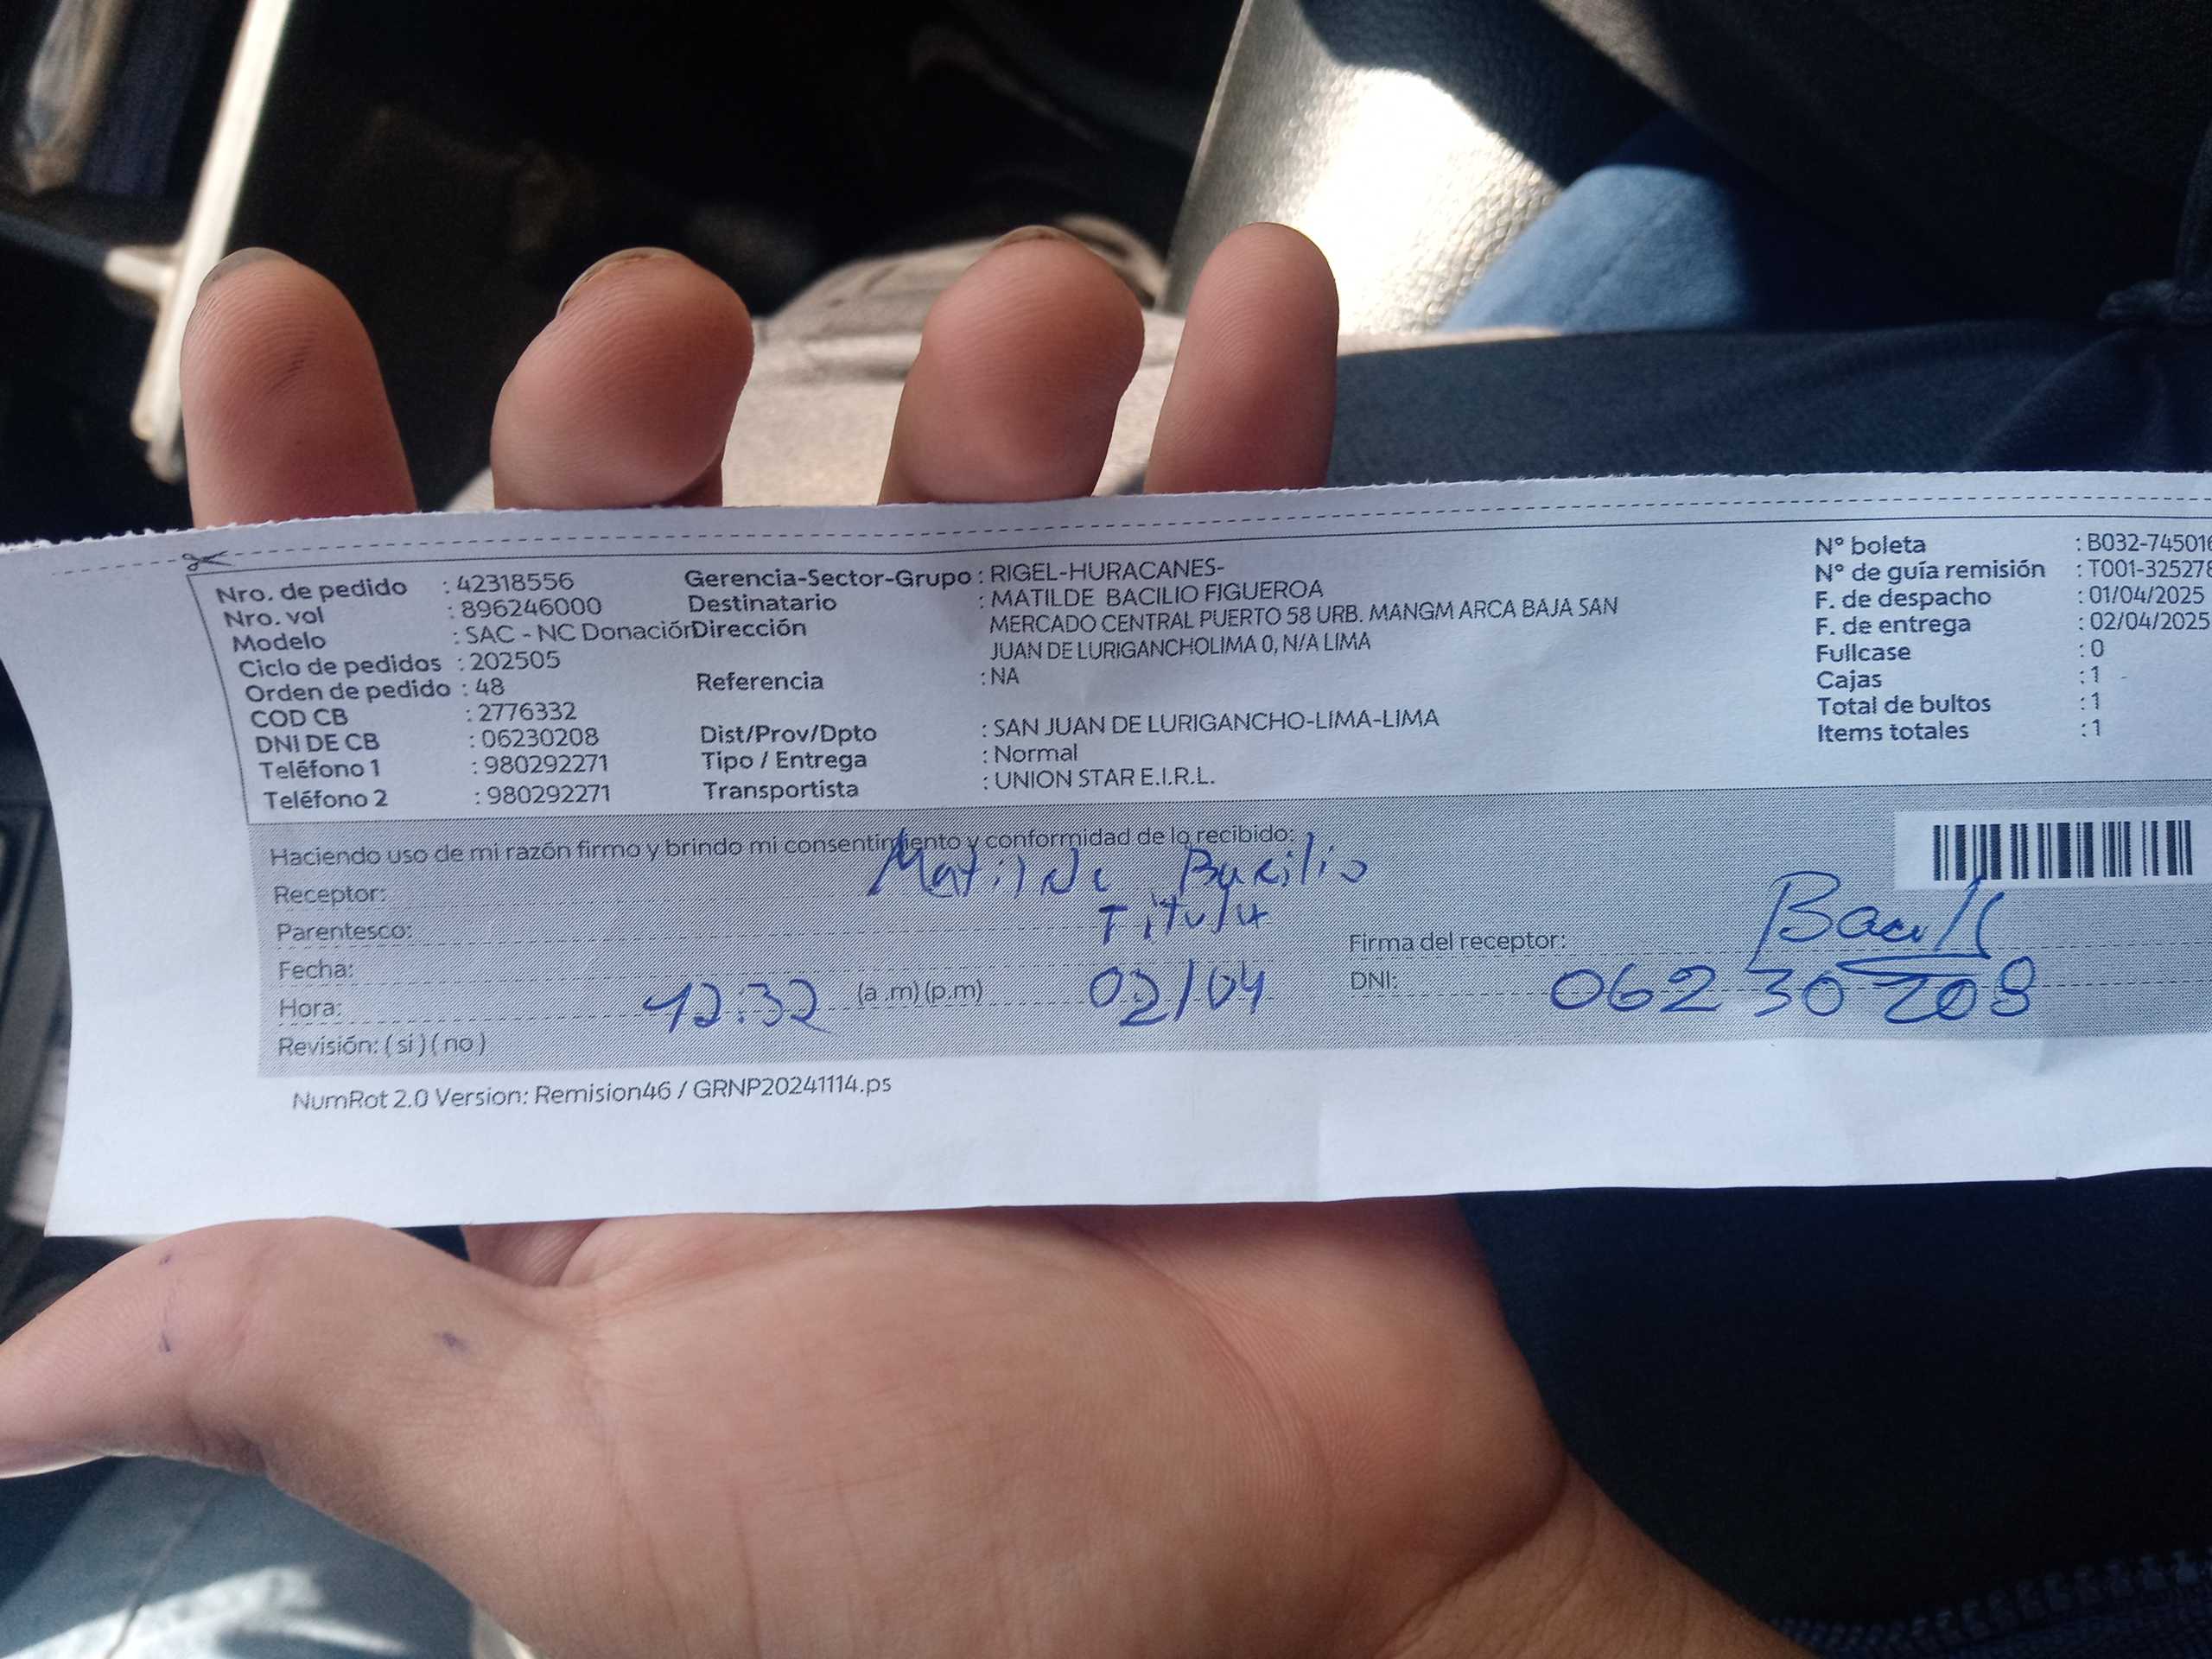 Nro. de pedido : 42318556
Nro. vol : 896246000
Modelo : SAC - NC Donación
Ciclo de pedidos : 202505
Orden de pedido : 48
COD CB : 2776332
DNI DE CB : 06230208
Teléfono 1 : 980292271
Teléfono 2 : 980292271
Gerencia-Sector-Grupo : RIGEL-HURACANES-
Destinatario : MATILDE BACILIO FIGUEROA
Dirección MERCADO CENTRAL PUERTO 58 URB. MANGM ARCA BAJA SAN
JUAN DE LURIGANCHOLIMA 0, N/A LIMA
Referencia : NA
Dist/Prov/Dpto : SAN JUAN DE LURIGANCHO-LIMA-LIMA
Tipo / Entrega : Normal
Transportista : UNION STAR E.I.R.L.
N° boleta : B032-745016
N° de guía remisión : T001-325278
F. de despacho : 01/04/2025
F. de entrega : 02/04/2025
Fullcase : 0
Cajas : 1
Total de bultos : 1
Items totales : 1
Haciendo uso de mi razón firmo y brindo mi consentimiento y conformidad de lo recibido:
Receptor: Matilde Bacilio
Parentesco: Titular
Fecha:
Hora: 12:32 (a .m) (p.m) 02/04
Revisión: ( si ) ( no )
Firma del receptor:
DNI: 06230208
NumRot 2.0 Version: Remision46 / GRNP20241114.ps